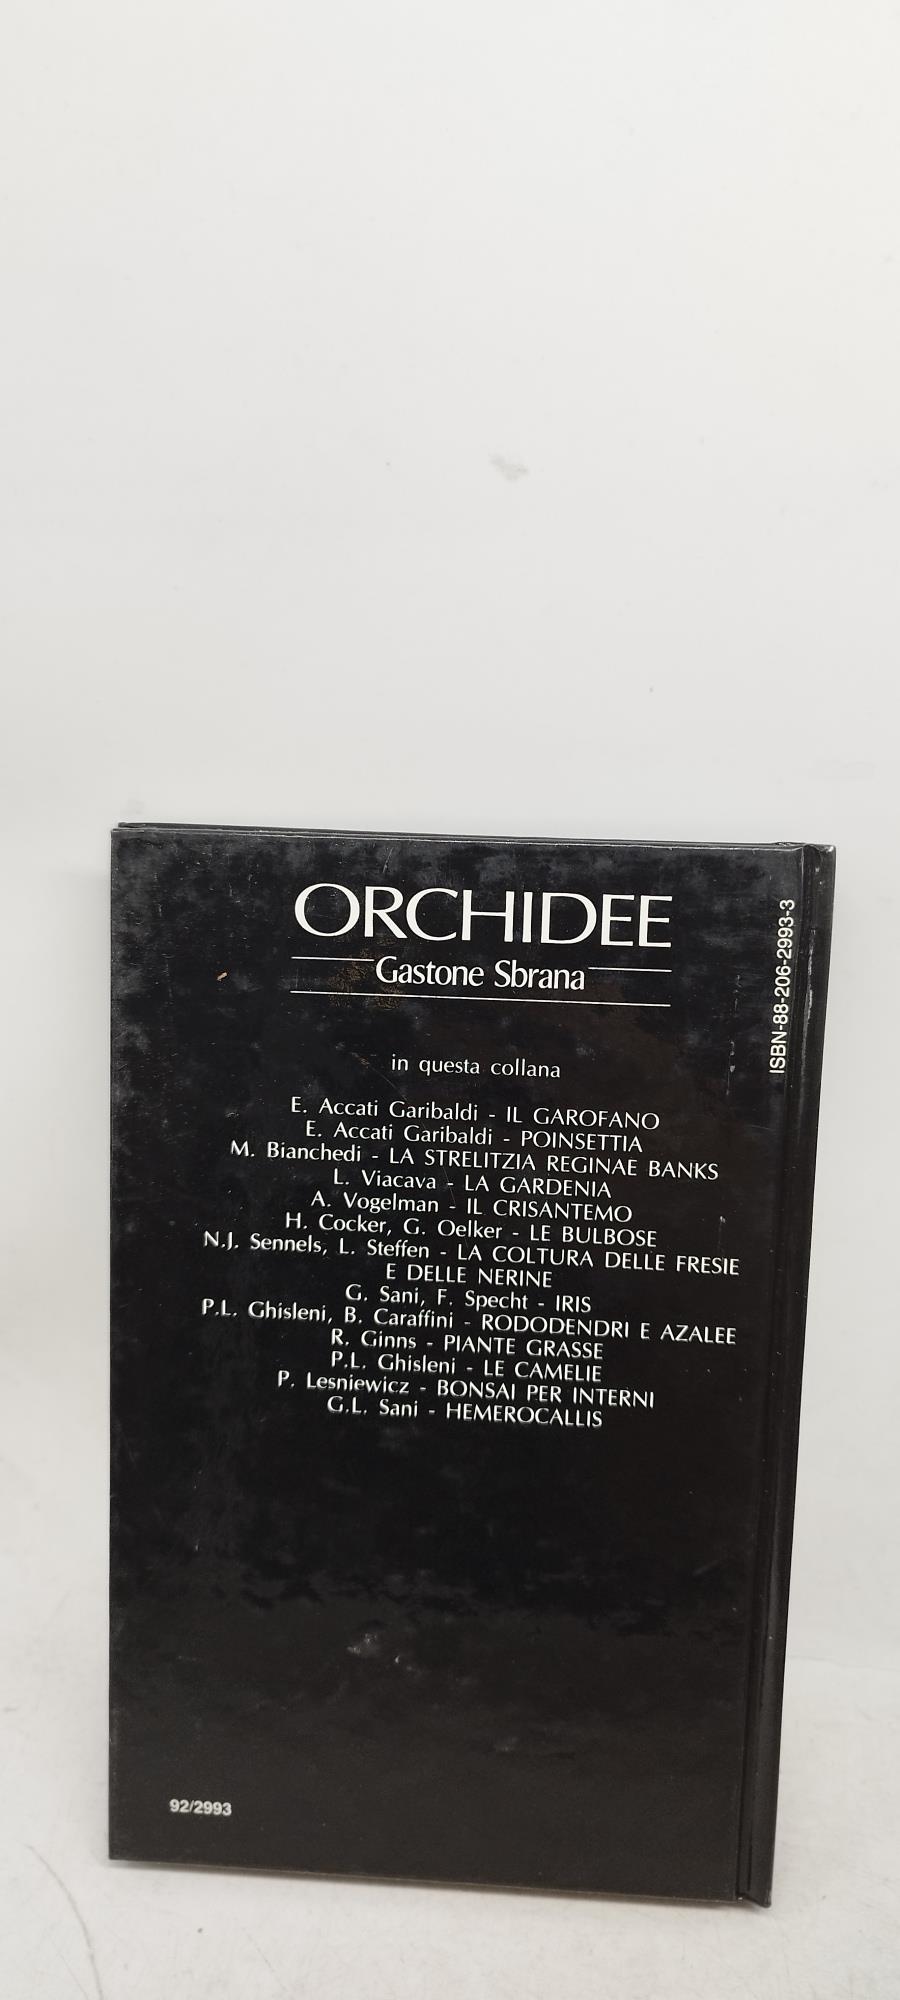 ORCHIDEE
Gastone Sbrana
ISBN-88-206-2993-3
in questa collana
E. Accati Garibaldi - IL GAROFANO
E. Accati Garibaldi - POINSETTIA
M. Bianchedi - LA STRELITZIA REGINAE BANKS
L. Viacava - LA GARDENIA
A. Vogelman - IL CRISANTEMO
H. Cocker, G. Oelker - LE BULBOSE
N.J. Sennels, L. Steffen - LA COLTURA DELLE FRESIE
E DELLE NERINE
G. Sani, F. Specht - IRIS
P.L. Ghisleni, B. Caraffini - RODODENDRI E AZALEE
R. Ginns - PIANTE GRASSE
P.L. Ghisleni - LE CAMELIE
P. Lesniewicz - BONSAI PER INTERNI
G.L. Sani - HEMEROCALLIS
92/2993